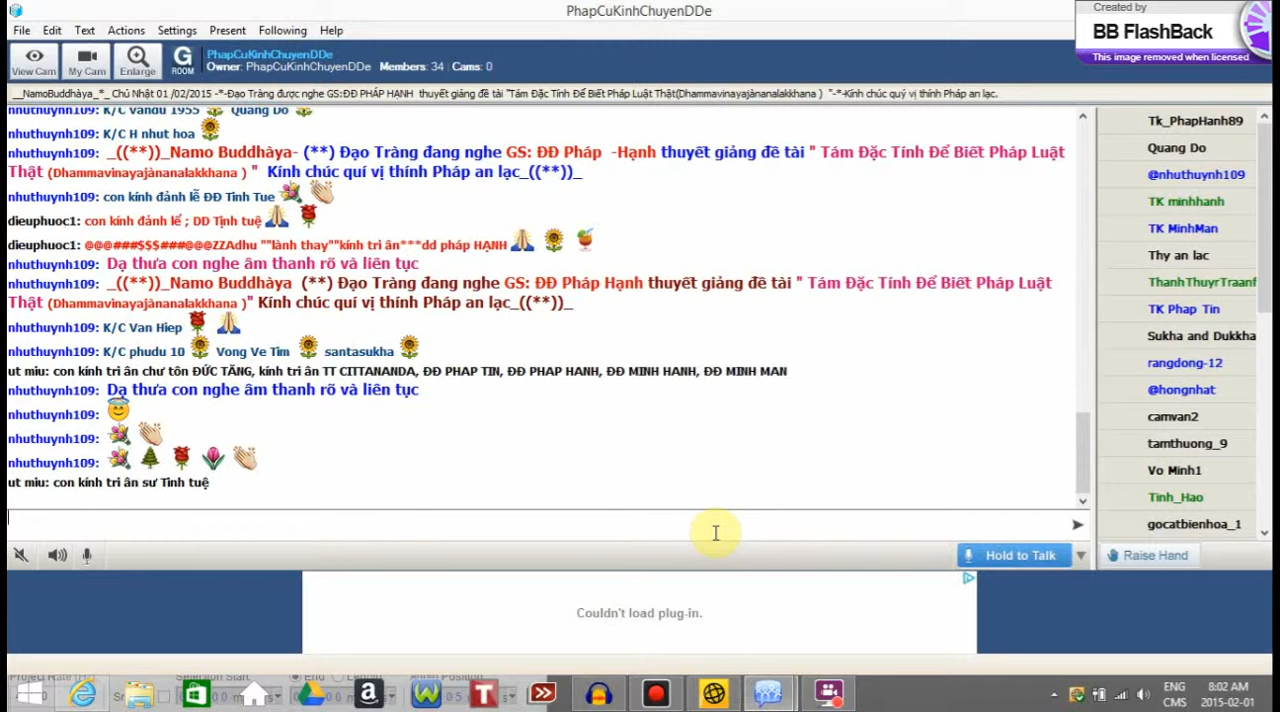 PhapCuKinhChuyenDDe
Created by
BB FlashBack
This image removed when licensed
File Edit Text Actions Settings Present Following Help
View Cam My Cam Enlarge G ROOM
PhapCuKinhChuyenDDe
Owner: PhapCuKinhChuyenDDe Members: 34 Cams: 0
__NamoBuddhàya_*_ Chủ Nhật 01 /02/2015 -*-Đạo Tràng được nghe GS:ĐĐ PHÁP HẠNH thuyết giảng đề tài "Tám Đặc Tính Để Biết Pháp Luật Thật(Dhammavinayajànanalakkhana ) "-*-Kính chúc quý vị thính Pháp an lạc.
nhuthuynh109: K/C Vandu 1955 Quang Do
nhuthuynh109: K/C H nhut hoa
nhuthuynh109: _((**))_Namo Buddhàya- (**) Đạo Tràng đang nghe GS: ĐĐ Pháp -Hạnh thuyết giảng đề tài " Tám Đặc Tính Để Biết Pháp Luật
Thật (Dhammavinayajànanalakkhana ) " Kính chúc quí vị thính Pháp an lạc_((**))_
nhuthuynh109: con kính đảnh lễ ĐĐ Tinh Tue
dieuphuoc1: con kính đảnh lể ; DD Tịnh tuệ
dieuphuoc1: @@@###$$$###@@@ZZAdhu ""lành thay""kính tri ân***dd pháp HẠNH
nhuthuynh109: Dạ thưa con nghe âm thanh rõ và liên tục
nhuthuynh109: _((**))_Namo Buddhàya (**) Đạo Tràng đang nghe GS: ĐĐ Pháp Hạnh thuyết giảng đề tài " Tám Đặc Tính Để Biết Pháp Luật
Thật (Dhammavinayajànanalakkhana )" Kính chúc quí vị thính Pháp an lạc_((**))_
nhuthuynh109: K/C Van Hiep
nhuthuynh109: K/C phudu 10 Vong Ve Tim santasukha
ut miu: con kính tri ân chư tôn ĐỨC TĂNG, kính tri ân TT CITTANANDA, ĐĐ PHAP TIN, ĐĐ PHAP HANH, ĐĐ MINH HANH, ĐĐ MINH MAN
nhuthuynh109: Dạ thưa con nghe âm thanh rõ và liên tục
nhuthuynh109:
nhuthuynh109:
nhuthuynh109:
ut miu: con kính tri ân sư Tinh tuệ
Tk_PhapHanh89
Quang Do
@nhuthuynh109
TK minhhanh
TK MinhMan
Thy an lac
ThanhThuyrTraanf
TK Phap Tin
Sukha and Dukkha
rangdong-12
@hongnhat
camvan2
tamthuong_9
Vo Minh1
Tinh_Hao
gocatbienhoa_1
Hold to Talk
Raise Hand
Couldn't load plug-in.
ENG 8:02 AM
CMS 2015-02-01